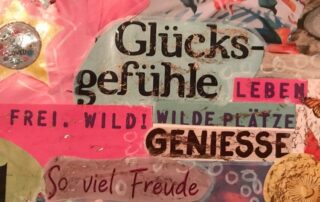 Glücks-
gefühle LEBEN
FREI. WILD! WILDE PLÄTZE
GENIESSE
So viel Freude